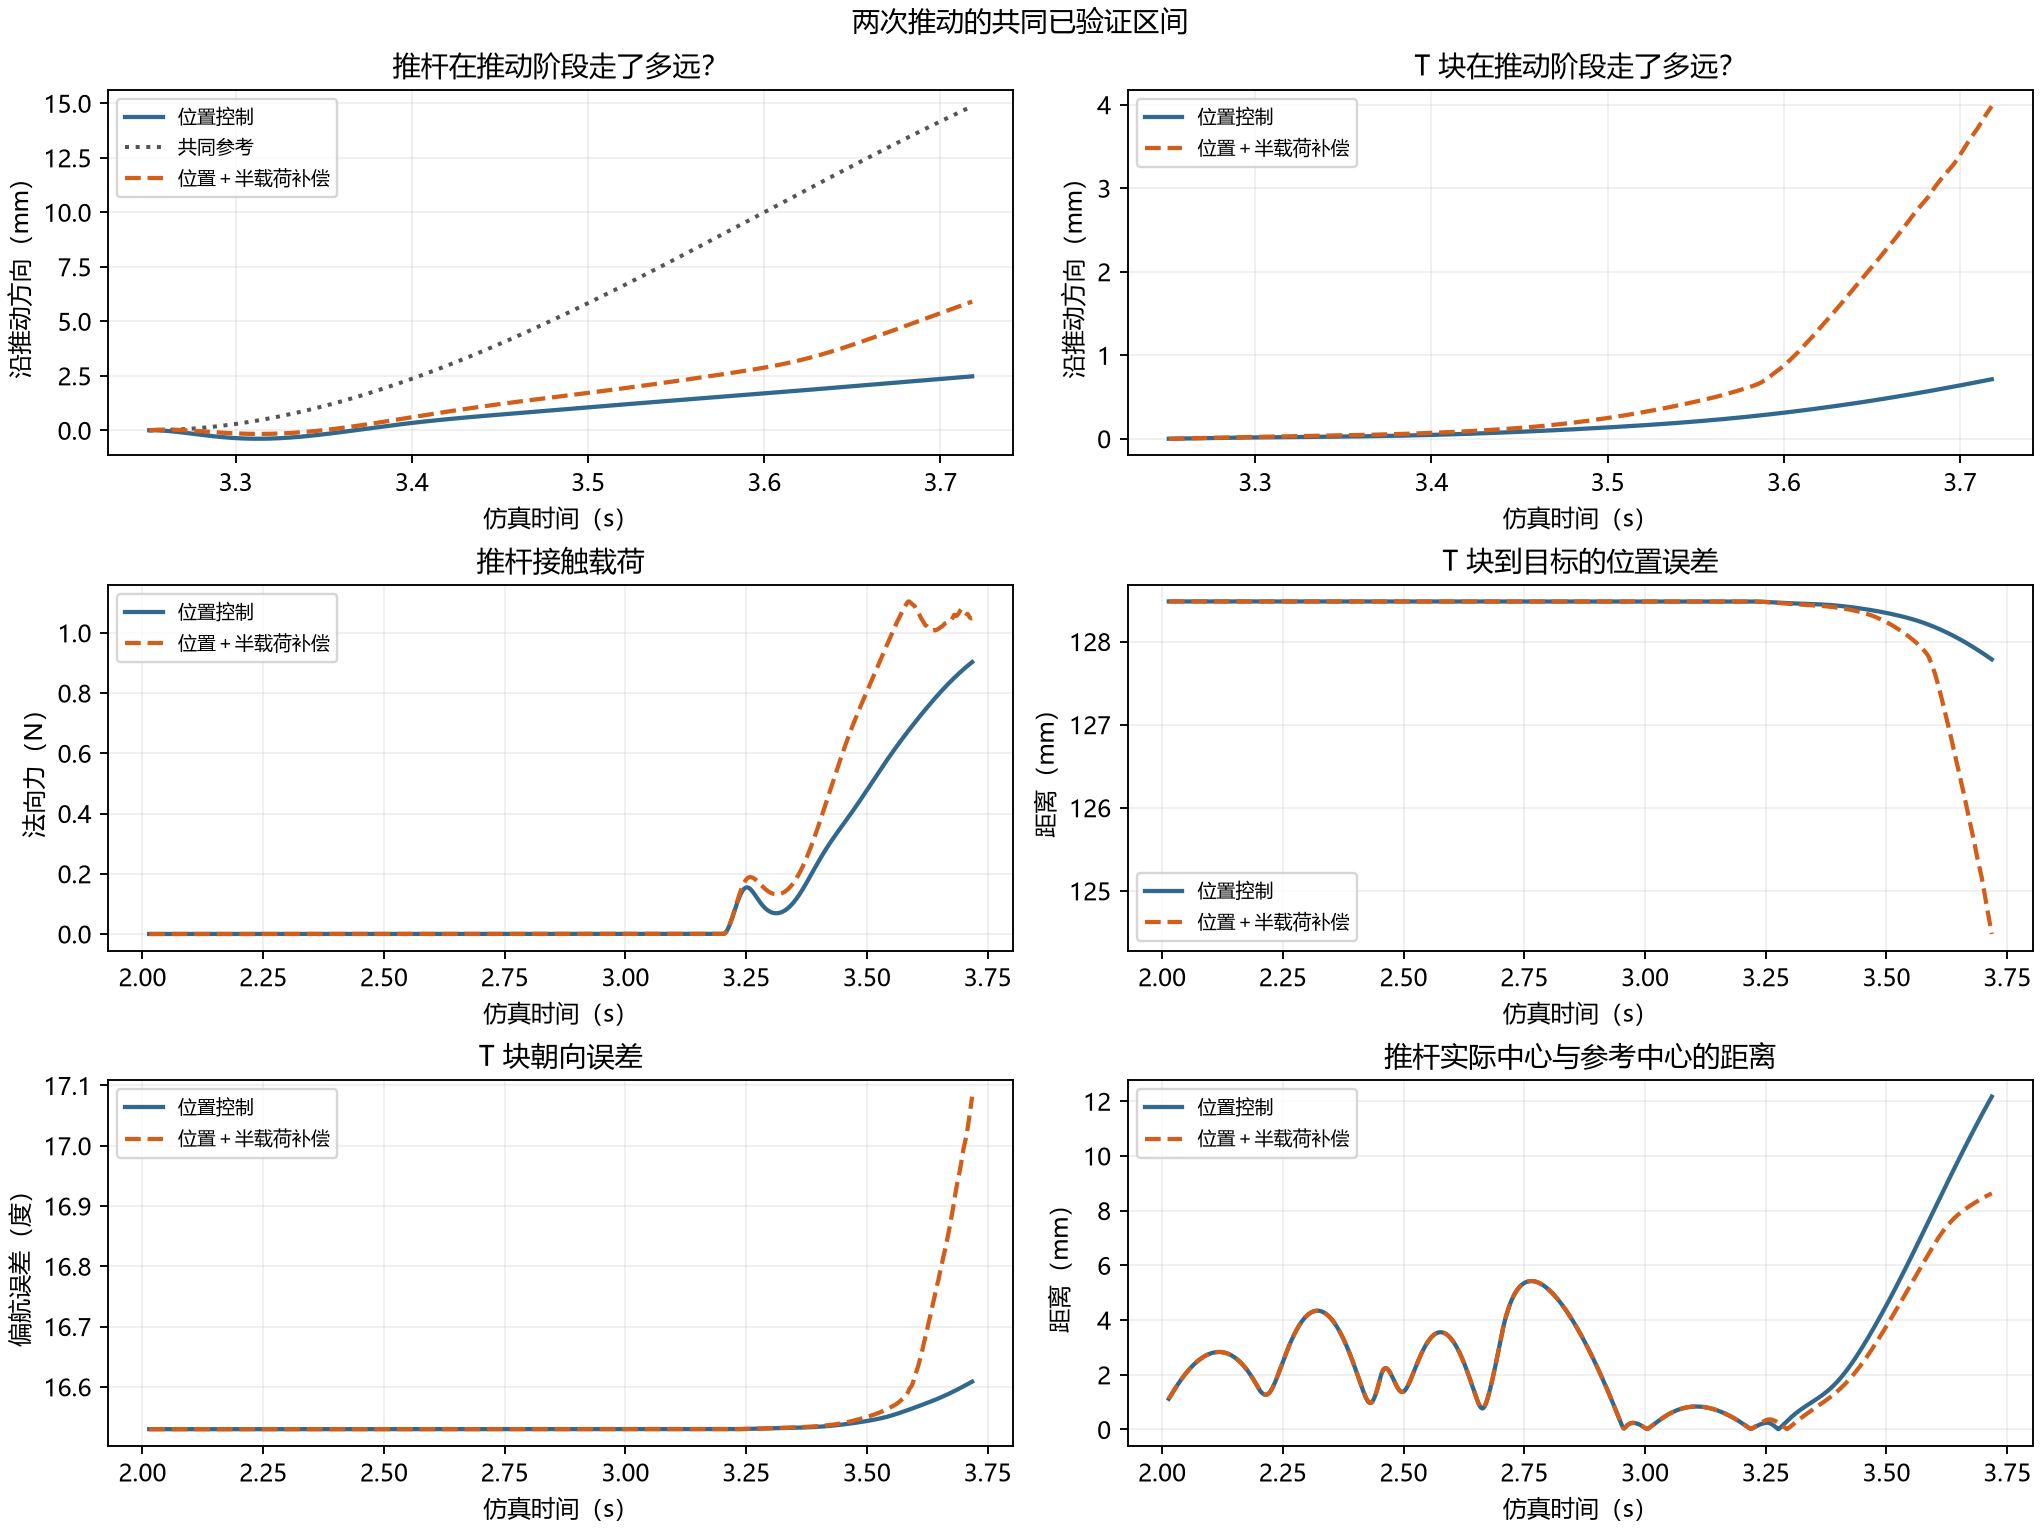 两次推动的共同已验证区间
推杆在推动阶段走了多远?
位置控制
共同参考
位置 + 半载荷补偿
沿推动方向（mm）
15.0
12.5
10.0
7.5
5.0
2.5
0.0
3.3 3.4 3.5 3.6 3.7
仿真时间（s）
T 块在推动阶段走了多远?
位置控制
位置 + 半载荷补偿
沿推动方向（mm）
4
3
2
1
0
3.3 3.4 3.5 3.6 3.7
仿真时间（s）
推杆接触载荷
位置控制
位置 + 半载荷补偿
法向力（N）
1.0
0.8
0.6
0.4
0.2
0.0
2.00 2.25 2.50 2.75 3.00 3.25 3.50 3.75
仿真时间（s）
T 块到目标的位置误差
距离（mm）
128
127
126
125
位置控制
位置 + 半载荷补偿
2.00 2.25 2.50 2.75 3.00 3.25 3.50 3.75
仿真时间（s）
T 块朝向误差
位置控制
位置 + 半载荷补偿
偏航误差（度）
17.1
17.0
16.9
16.8
16.7
16.6
2.00 2.25 2.50 2.75 3.00 3.25 3.50 3.75
仿真时间（s）
推杆实际中心与参考中心的距离
位置控制
位置 + 半载荷补偿
距离（mm）
12
10
8
6
4
2
0
2.00 2.25 2.50 2.75 3.00 3.25 3.50 3.75
仿真时间（s）